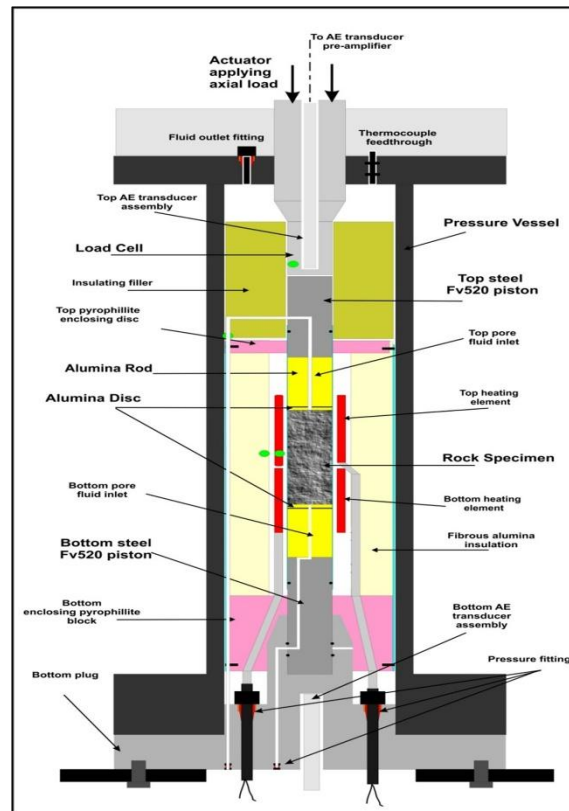 To AE transducer
pre-amplifier
Actuator
applying
axial load
Fluid outlet fitting
Thermocouple
feedthrough
Top AE transducer
assembly
Pressure Vessel
Load Cell
Insulating filler
Top steel
Fv520 piston
Top pyrophillite
enclosing disc
Top pore
fluid inlet
Alumina Rod
Alumina Disc
Top heating
element
Rock Specimen
Bottom pore
fluid inlet
Bottom heating
element
Bottom steel
Fv520 piston
Fibrous alumina
insulation
Bottom
enclosing pyrophillite
block
Bottom AE
transducer
assembly
Pressure fitting
Bottom plug